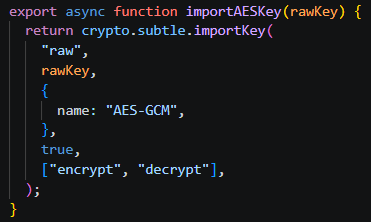 export async function importAESKey(rawKey) {
  return crypto.subtle.importKey(
    "raw",
    rawKey,
    {
      name: "AES-GCM",
    },
    true,
    ["encrypt", "decrypt"],
  );
}